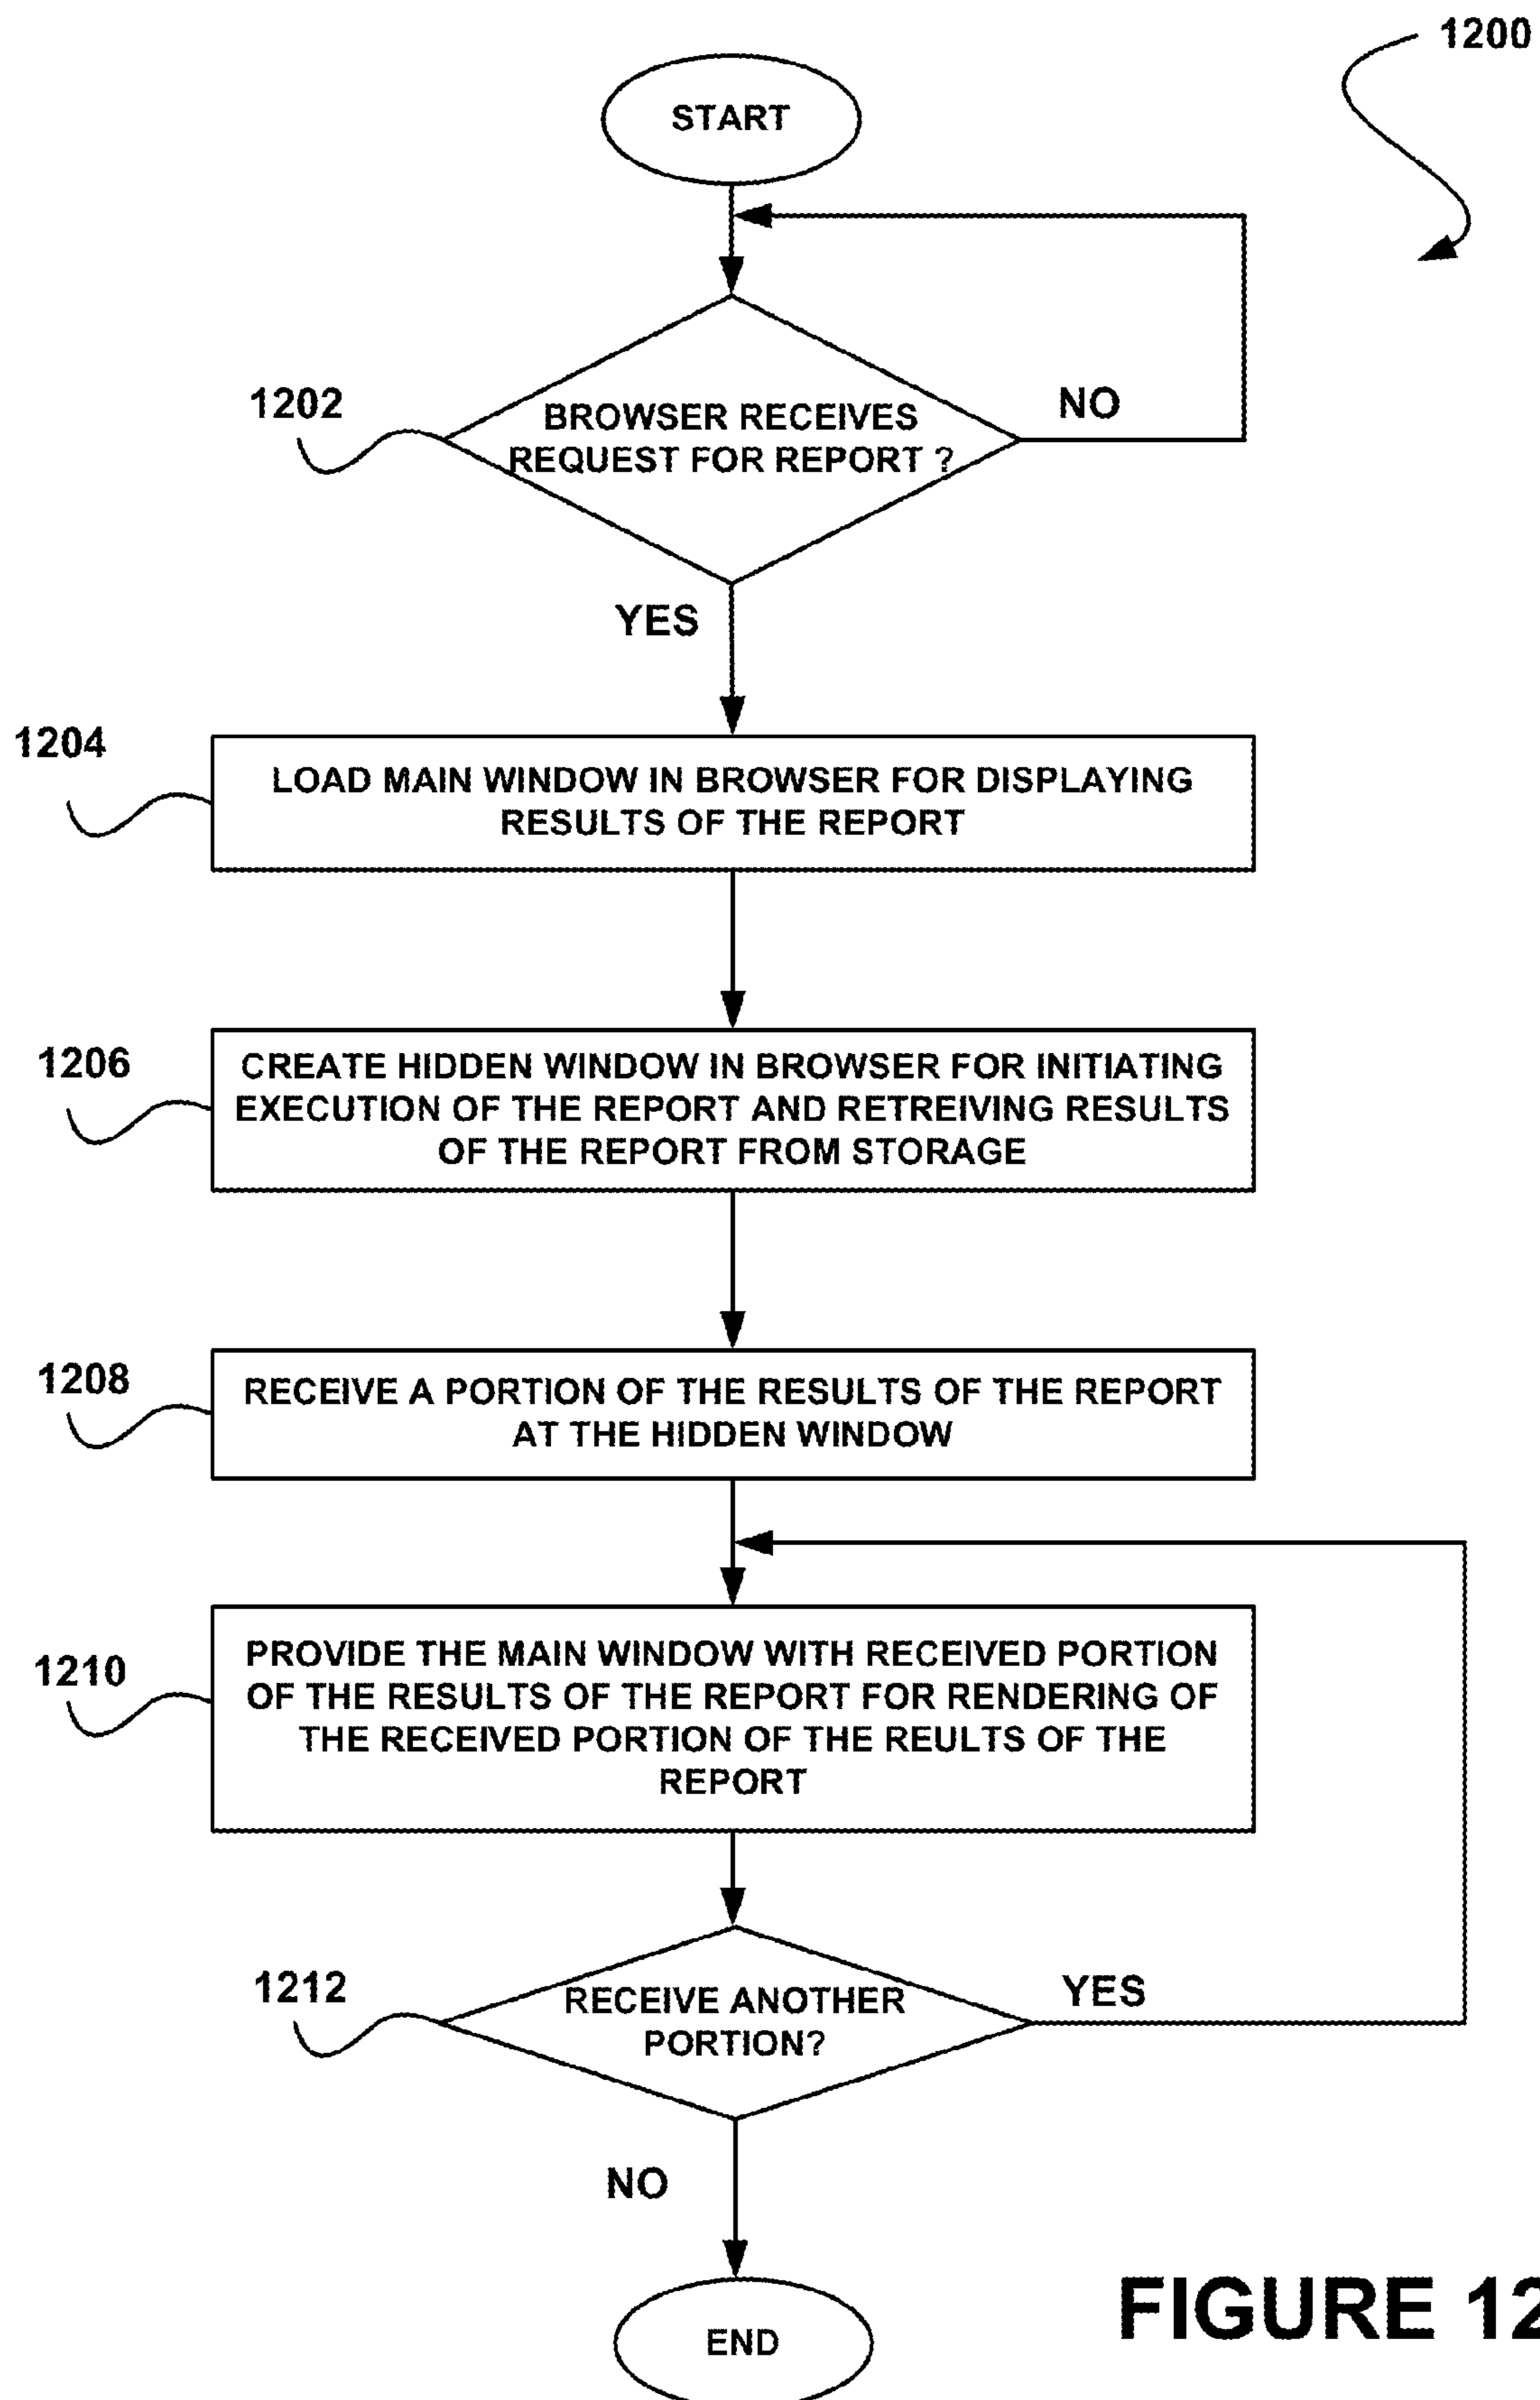 1200
START
1202
BROWSER RECEIVES
REQUEST FOR REPORT ?
NO
YES
1204
LOAD MAIN WINDOW IN BROWSER FOR DISPLAYING
RESULTS OF THE REPORT
1206
CREATE HIDDEN WINDOW IN BROWSER FOR INITIATING
EXECUTION OF THE REPORT AND RETREIVING RESULTS
OF THE REPORT FROM STORAGE
1208
RECEIVE A PORTION OF THE RESULTS OF THE REPORT
AT THE HIDDEN WINDOW
1210
PROVIDE THE MAIN WINDOW WITH RECEIVED PORTION
OF THE RESULTS OF THE REPORT FOR RENDERING OF
THE RECEIVED PORTION OF THE REULTS OF THE
REPORT
1212
RECEIVE ANOTHER
PORTION?
YES
NO
END
FIGURE 12